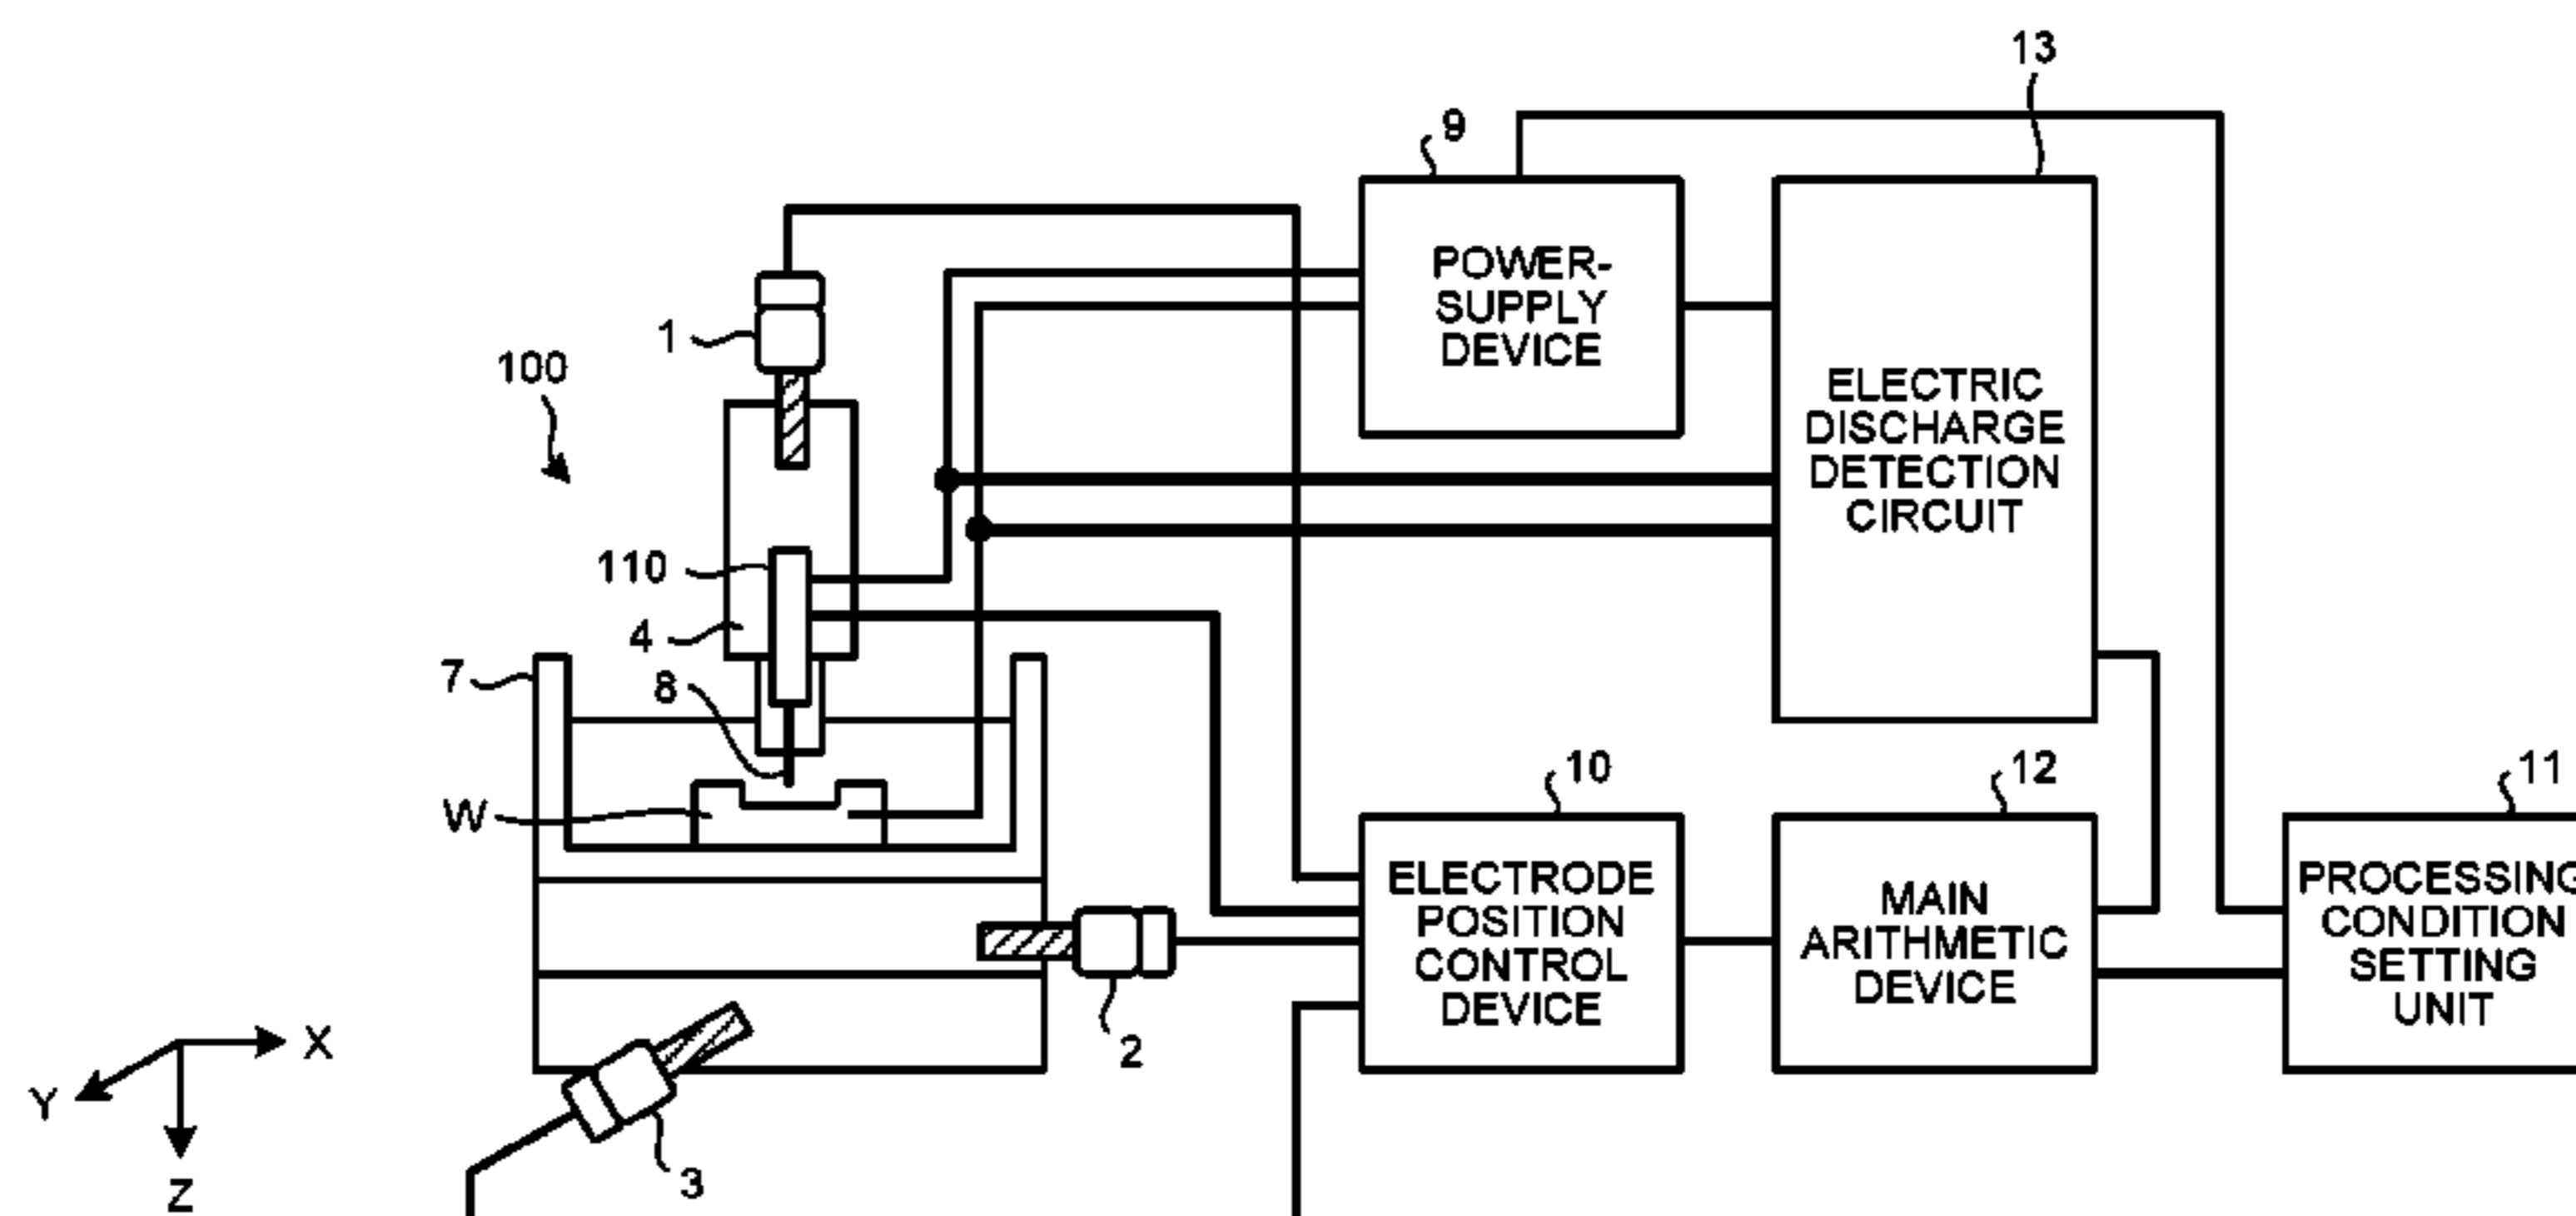 13
9
POWER-
SUPPLY
DEVICE
1
100
ELECTRIC
DISCHARGE
DETECTION
CIRCUIT
110
4
7
8
W
10
12
11
ELECTRODE
POSITION
CONTROL
DEVICE
MAIN
ARITHMETIC
DEVICE
PROCESSING
CONDITION
SETTING
UNIT
2
X
Y
Z
3